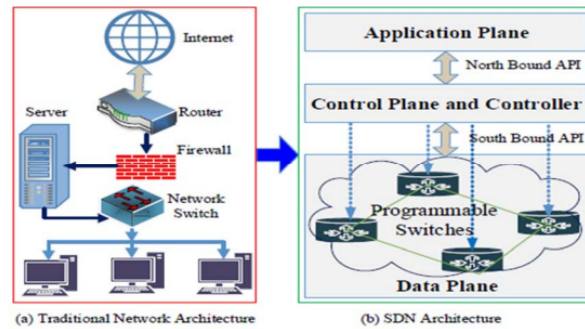 Internet
Router
Server
Firewall
Network
Switch
(a) Traditional Network Architecture
Application Plane
North Bound API
Control Plane and Controller
South Bound API
Programmable
Switches
Data Plane
(b) SDN Architecture